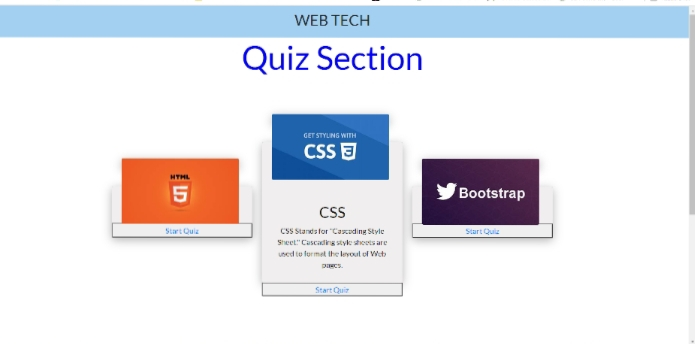 WEB TECH
Quiz Section
GET STYLING WITH
CSS 3
HTML
5
Bootstrap
CSS
CSS Stands for "Cascading Style
Sheet." Cascading style sheets are
used to format the layout of Web
pages.
Start Quiz
Start Quiz
Start Quiz